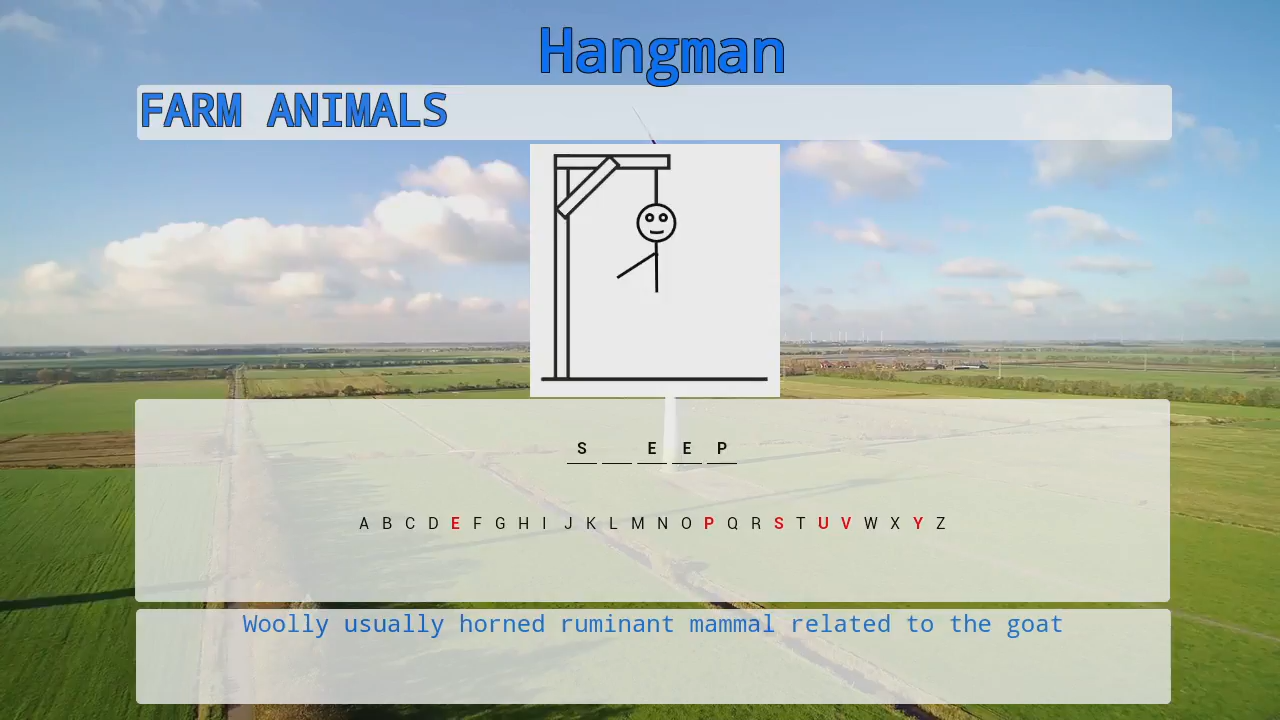 Hangman
FARM ANIMALS
S _ E E P
A B C D E F G H I J K L M N O P Q R S T U V W X Y Z
Woolly usually horned ruminant mammal related to the goat